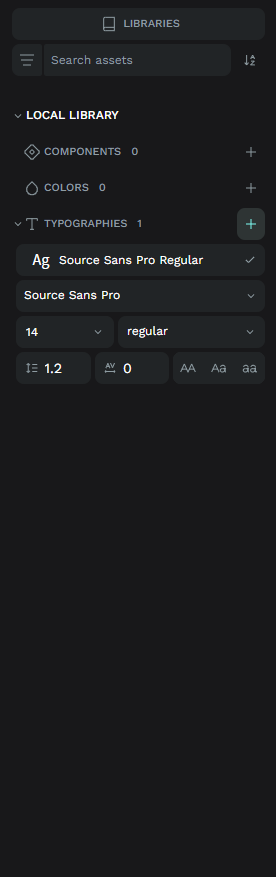 LIBRARIES
Search assets
LOCAL LIBRARY
COMPONENTS 0
COLORS 0
TYPOGRAPHIES 1
Ag Source Sans Pro Regular
Source Sans Pro
14 regular
1.2 AV 0 AA Aa aa